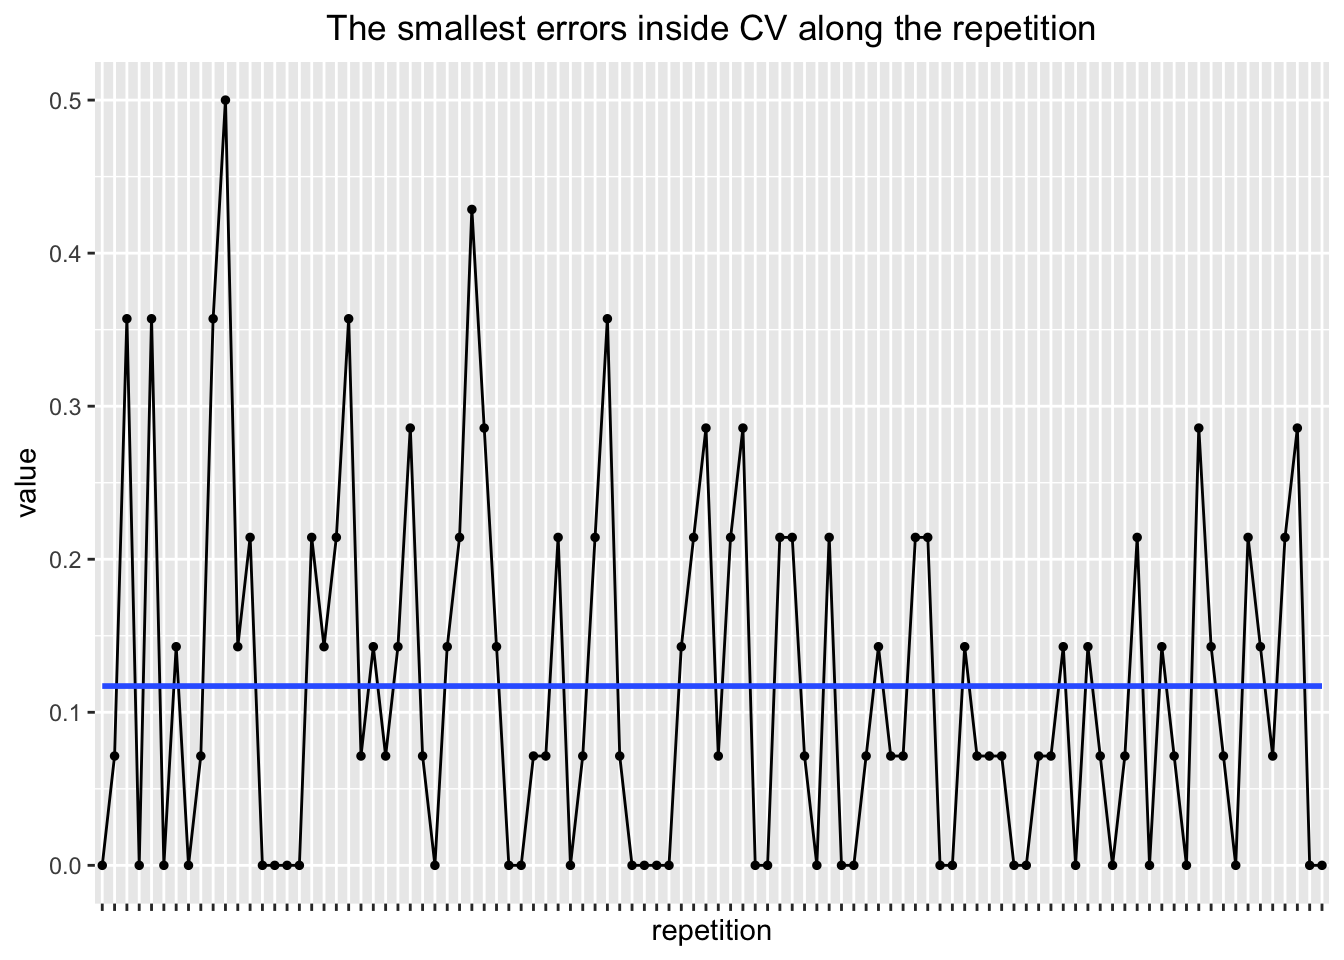 The smallest errors inside CV along the repetition
0.5
0.4
0.3
0.2
0.1
0.0
value
repetition